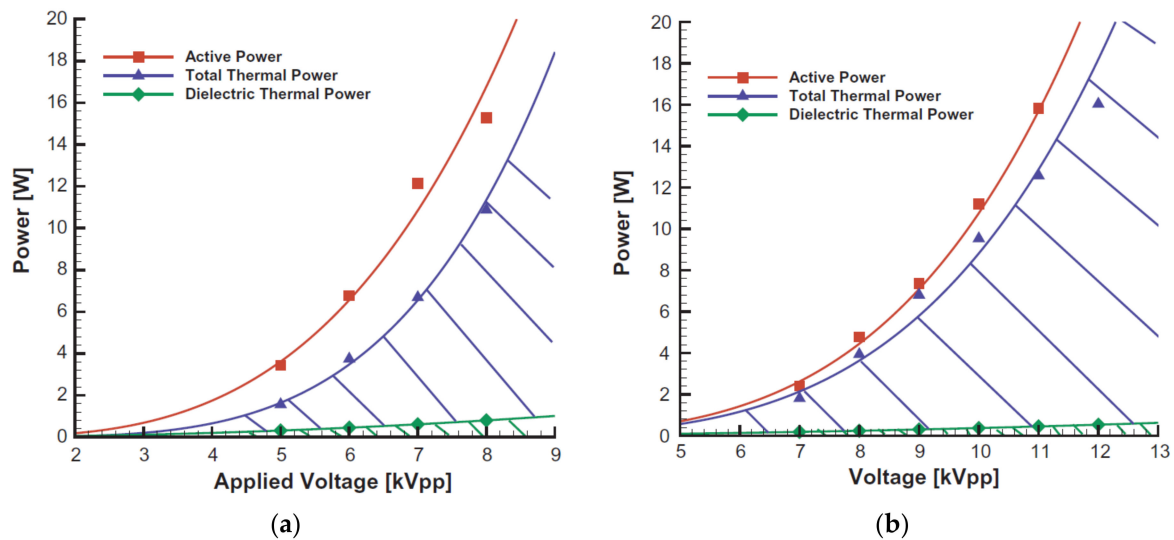 20
18
16
14
12
10
8
6
4
2
0
Power [W]
Active Power
Total Thermal Power
Dielectric Thermal Power
2 3 4 5 6 7 8 9
Applied Voltage [kVpp]
(a)
20
18
16
14
12
10
8
6
4
2
0
Power [W]
Active Power
Total Thermal Power
Dielectric Thermal Power
5 6 7 8 9 10 11 12 13
Voltage [kVpp]
(b)